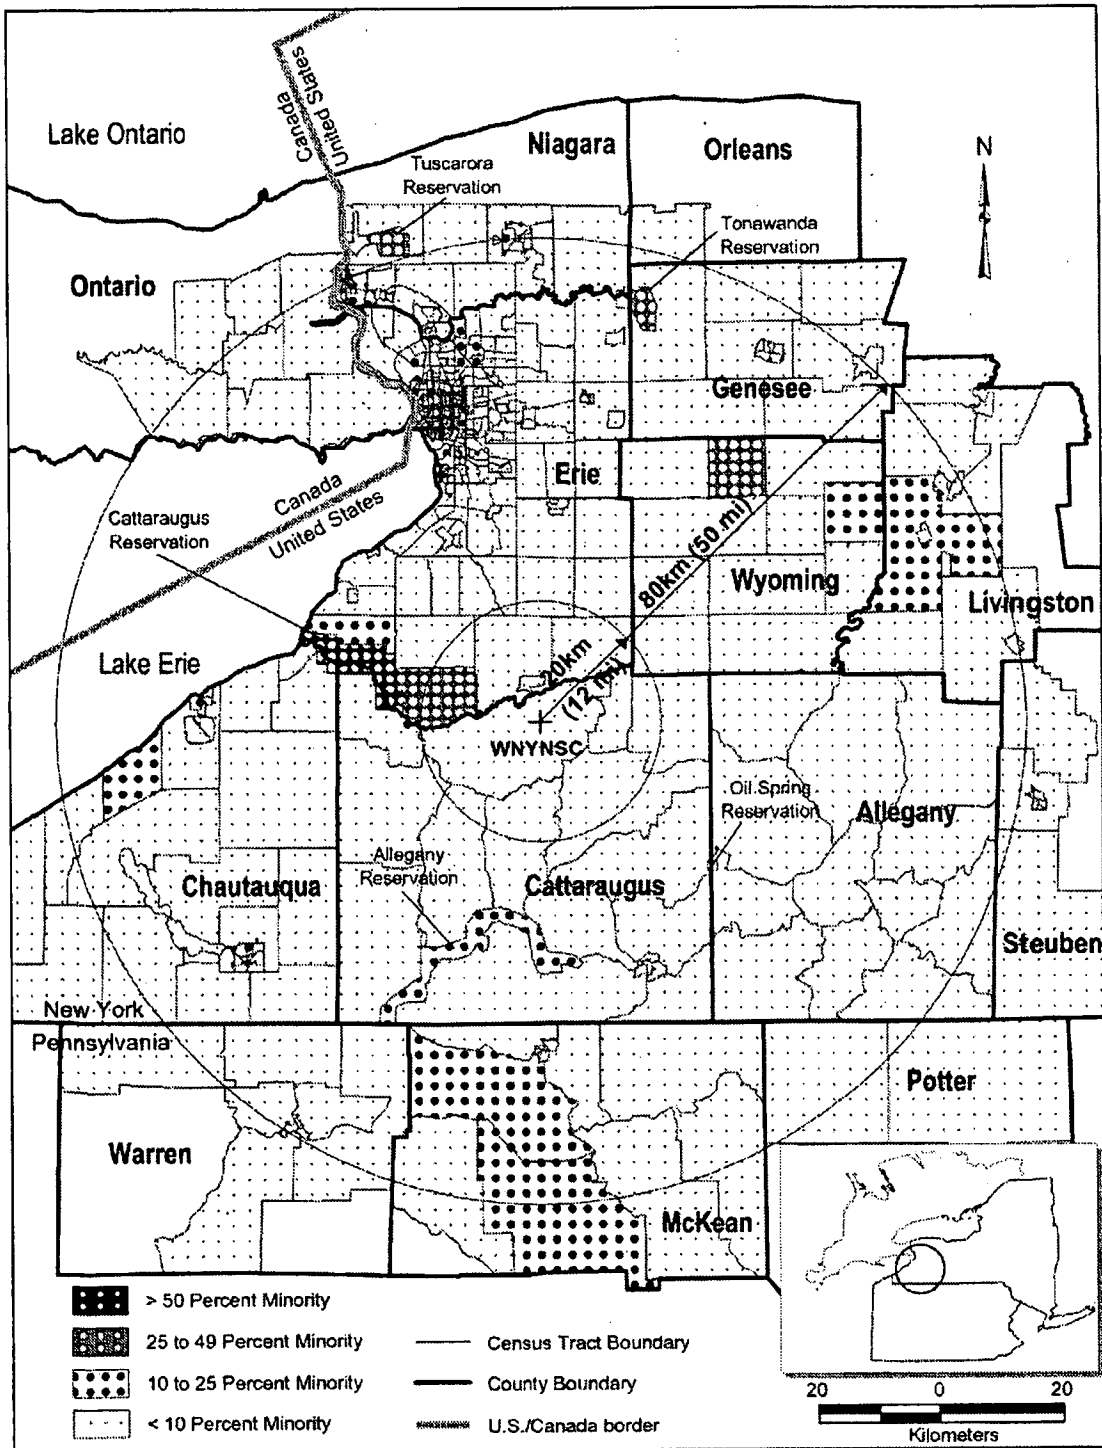 Lake Ontario
Canada
United States
Niagara
Orleans
Tuscarora
Reservation
N
Tonawanda
Reservation
Ontario
Genesee
Erie
Canada
United States
Cattaraugus
Reservation
80km (50 mi)
Wyoming
Livingston
Lake Erie
20km
(12 mi)
WNYNSC
Oil Spring
Reservation
Allegany
Allegany
Reservation
Chautauqua
Cattaraugus
Steuben
New York
Pennsylvania
Potter
Warren
McKean
> 50 Percent Minority
25 to 49 Percent Minority
10 to 25 Percent Minority
< 10 Percent Minority
Census Tract Boundary
County Boundary
U.S./Canada border
20 0 20
Kilometers